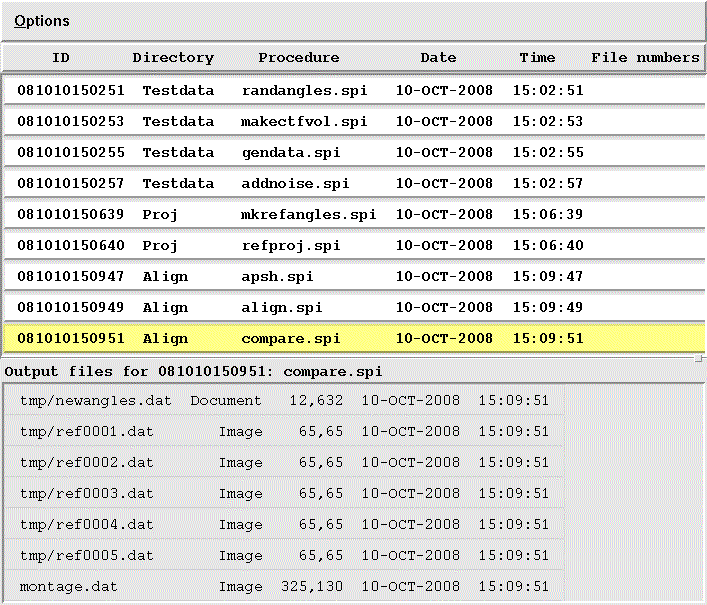 Options
ID Directory Procedure Date Time File numbers
081010150251 Testdata randangles.spi 10-OCT-2008 15:02:51
081010150253 Testdata makectfvol.spi 10-OCT-2008 15:02:53
081010150255 Testdata gendata.spi 10-OCT-2008 15:02:55
081010150257 Testdata addnoise.spi 10-OCT-2008 15:02:57
081010150639 Proj mkrefangles.spi 10-OCT-2008 15:06:39
081010150640 Proj refproj.spi 10-OCT-2008 15:06:40
081010150947 Align apsh.spi 10-OCT-2008 15:09:47
081010150949 Align align.spi 10-OCT-2008 15:09:49
081010150951 Align compare.spi 10-OCT-2008 15:09:51
Output files for 081010150951: compare.spi
tmp/newangles.dat Document 12,632 10-OCT-2008 15:09:51
tmp/ref0001.dat Image 65,65 10-OCT-2008 15:09:51
tmp/ref0002.dat Image 65,65 10-OCT-2008 15:09:51
tmp/ref0003.dat Image 65,65 10-OCT-2008 15:09:51
tmp/ref0004.dat Image 65,65 10-OCT-2008 15:09:51
tmp/ref0005.dat Image 65,65 10-OCT-2008 15:09:51
montage.dat Image 325,130 10-OCT-2008 15:09:51